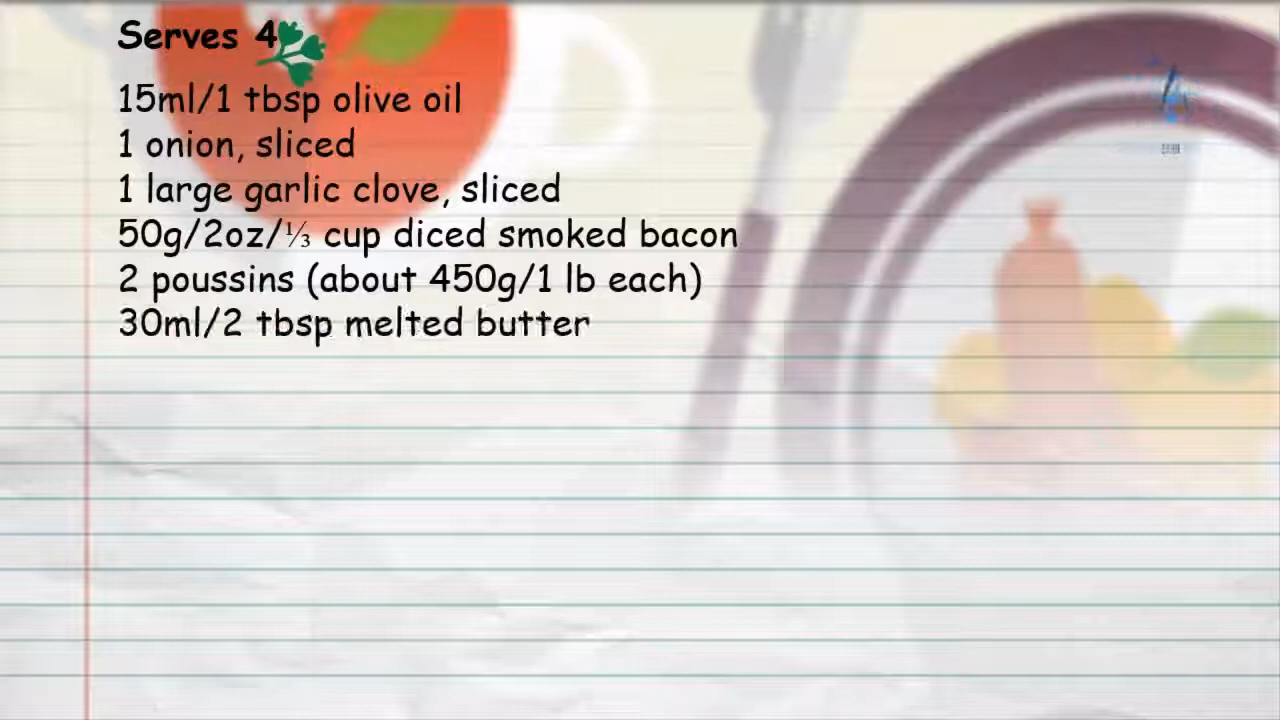 Serves 4
15ml/1 tbsp olive oil
1 onion, sliced
1 large garlic clove, sliced
50g/2oz/⅓ cup diced smoked bacon
2 poussins (about 450g/1 lb each)
30ml/2 tbsp melted butter